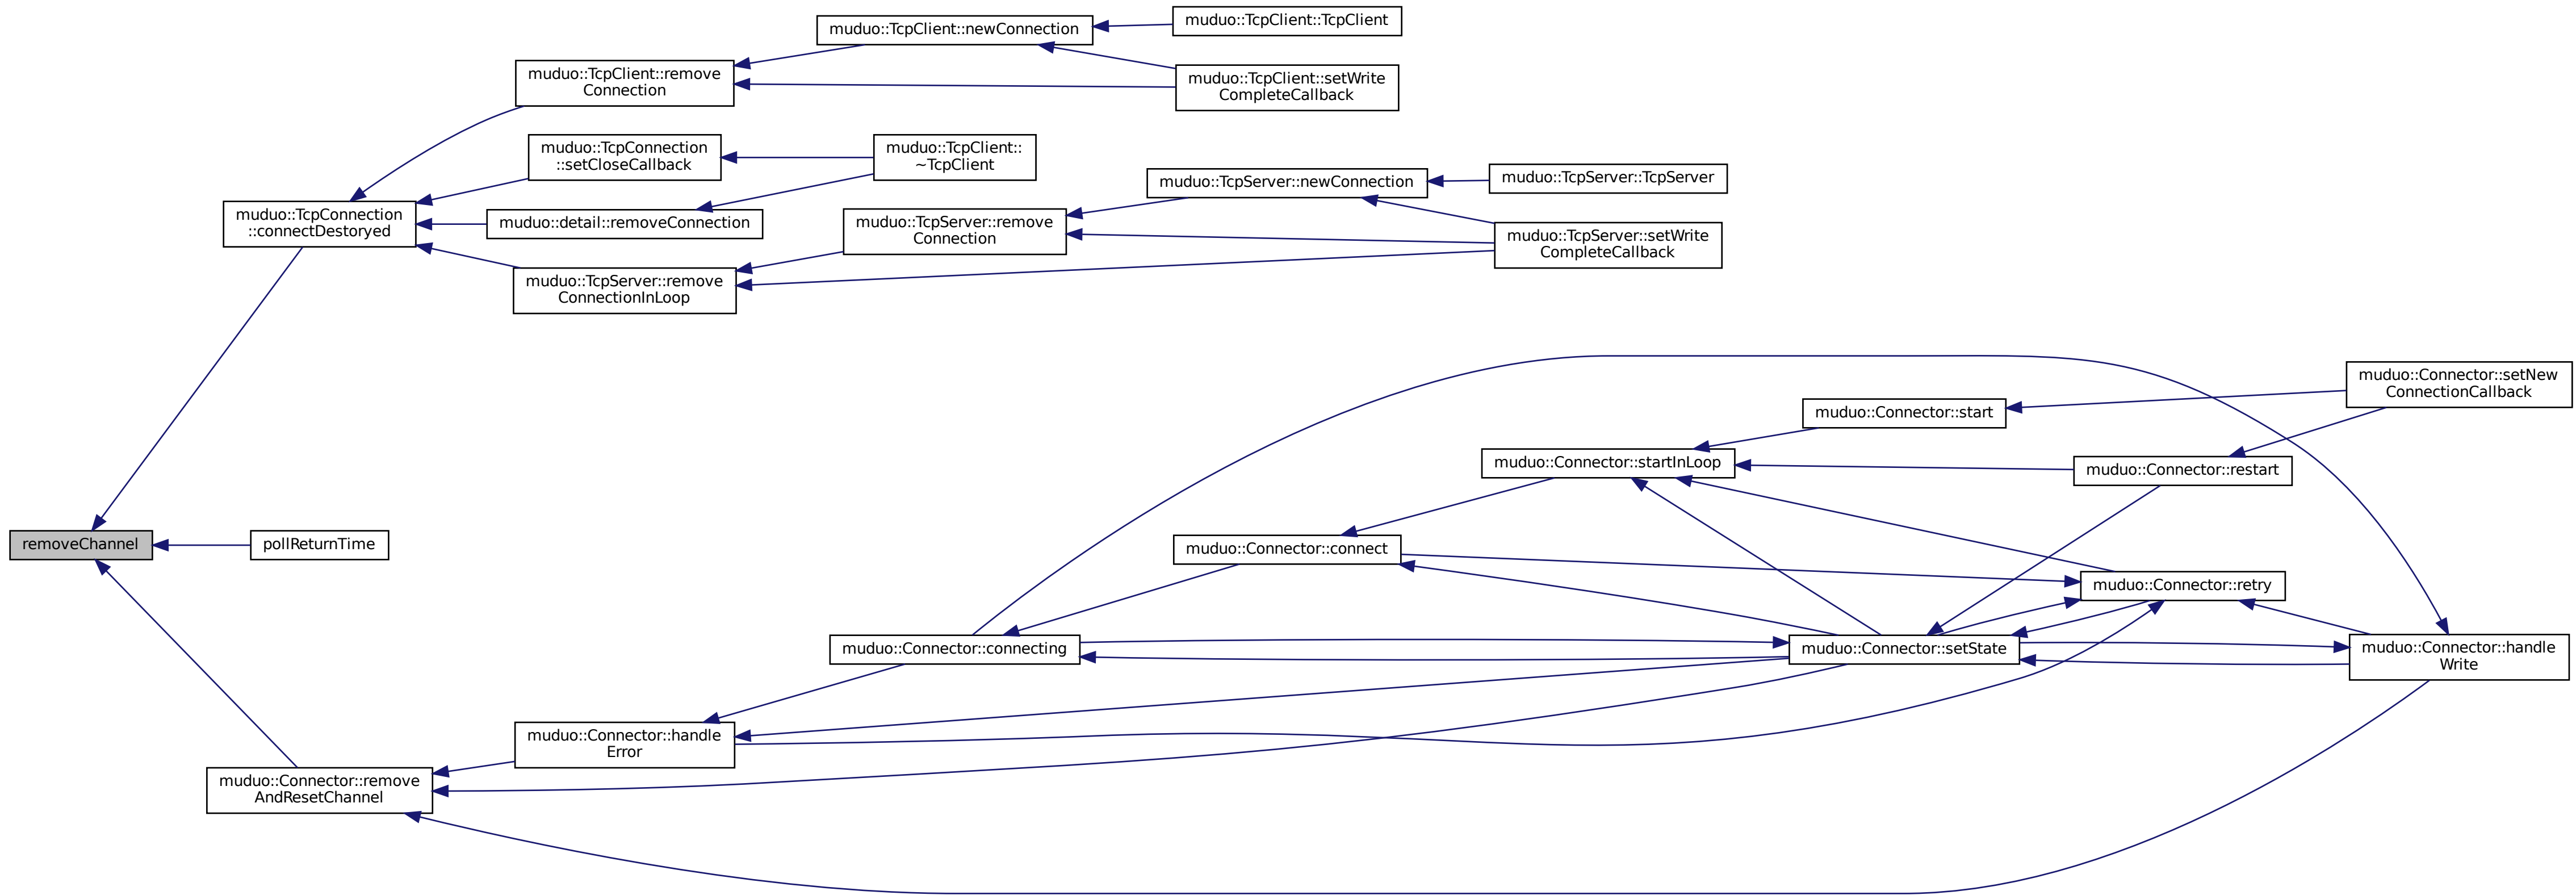 muduo::TcpClient::TcpClient
muduo::TcpClient::newConnection
muduo::TcpClient::remove
Connection
muduo::TcpClient::setWrite
CompleteCallback
muduo::TcpConnection
::setCloseCallback
muduo::TcpClient::
~TcpClient
muduo::TcpServer::newConnection
muduo::TcpServer::TcpServer
muduo::TcpConnection
::connectDestoryed
muduo::detail::removeConnection
muduo::TcpServer::remove
Connection
muduo::TcpServer::setWrite
CompleteCallback
muduo::TcpServer::remove
ConnectionInLoop
muduo::Connector::setNew
ConnectionCallback
muduo::Connector::start
muduo::Connector::startInLoop
muduo::Connector::restart
removeChannel
pollReturnTime
muduo::Connector::connect
muduo::Connector::retry
muduo::Connector::connecting
muduo::Connector::setState
muduo::Connector::handle
Write
muduo::Connector::handle
Error
muduo::Connector::remove
AndResetChannel